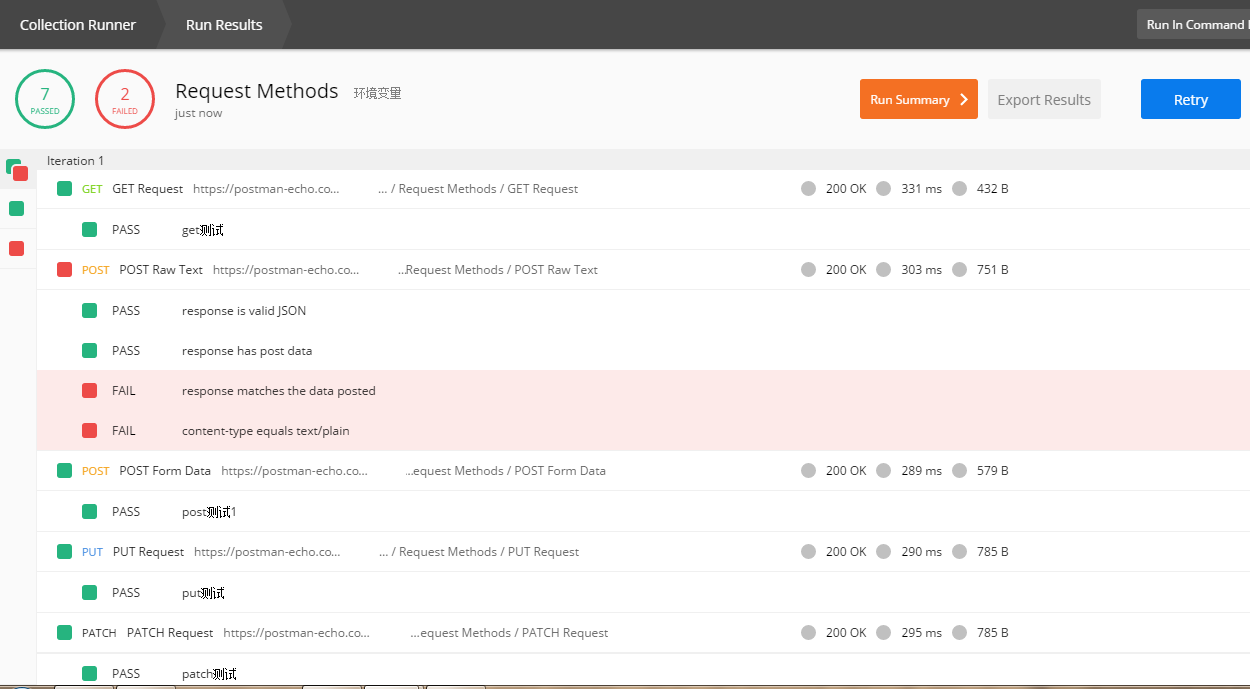 Collection Runner Run Results Run In Command
7 PASSED 2 FAILED Request Methods 环境变量 Run Summary Export Results Retry
just now
Iteration 1
GET GET Request https://postman-echo.co... ... / Request Methods / GET Request 200 OK 331 ms 432 B
PASS get测试
POST POST Raw Text https://postman-echo.co... ...Request Methods / POST Raw Text 200 OK 303 ms 751 B
PASS response is valid JSON
PASS response has post data
FAIL response matches the data posted
FAIL content-type equals text/plain
POST POST Form Data https://postman-echo.co... ...equest Methods / POST Form Data 200 OK 289 ms 579 B
PASS post测试1
PUT PUT Request https://postman-echo.co... ... / Request Methods / PUT Request 200 OK 290 ms 785 B
PASS put测试
PATCH PATCH Request https://postman-echo.co... ...equest Methods / PATCH Request 200 OK 295 ms 785 B
PASS patch测试